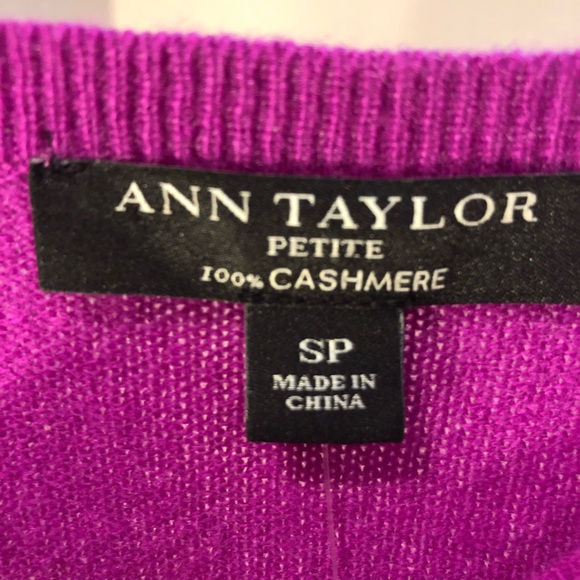 ANN TAYLOR
PETITE
100% CASHMERE
SP
MADE IN
CHINA